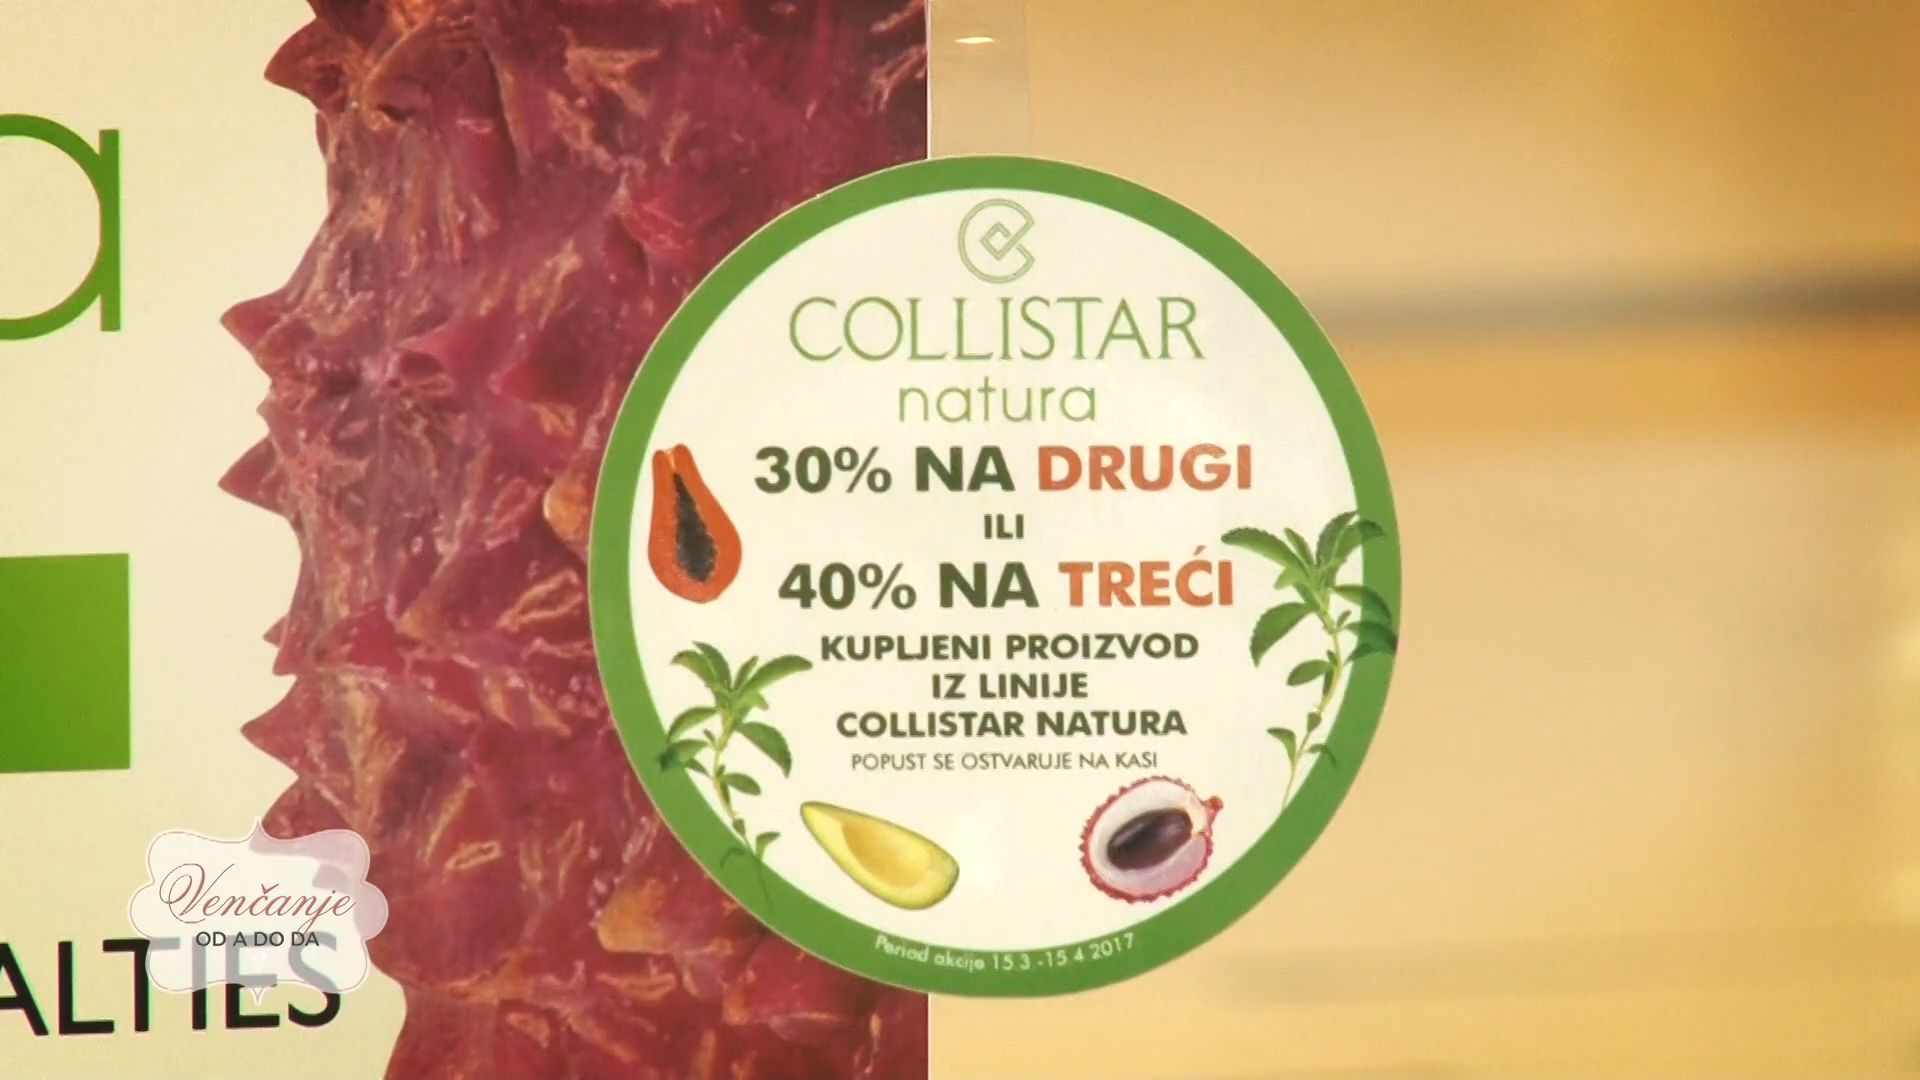 a
COLLISTAR
natura
30% NA DRUGI
ILI
40% NA TREĆI
KUPLJENI PROIZVOD
IZ LINIJE
COLLISTAR NATURA
POPUST SE OSTVARUJE NA KASI
Period akcije 15.3.-15.4.2017
Venčanje
OD A DO DA
ALTIES